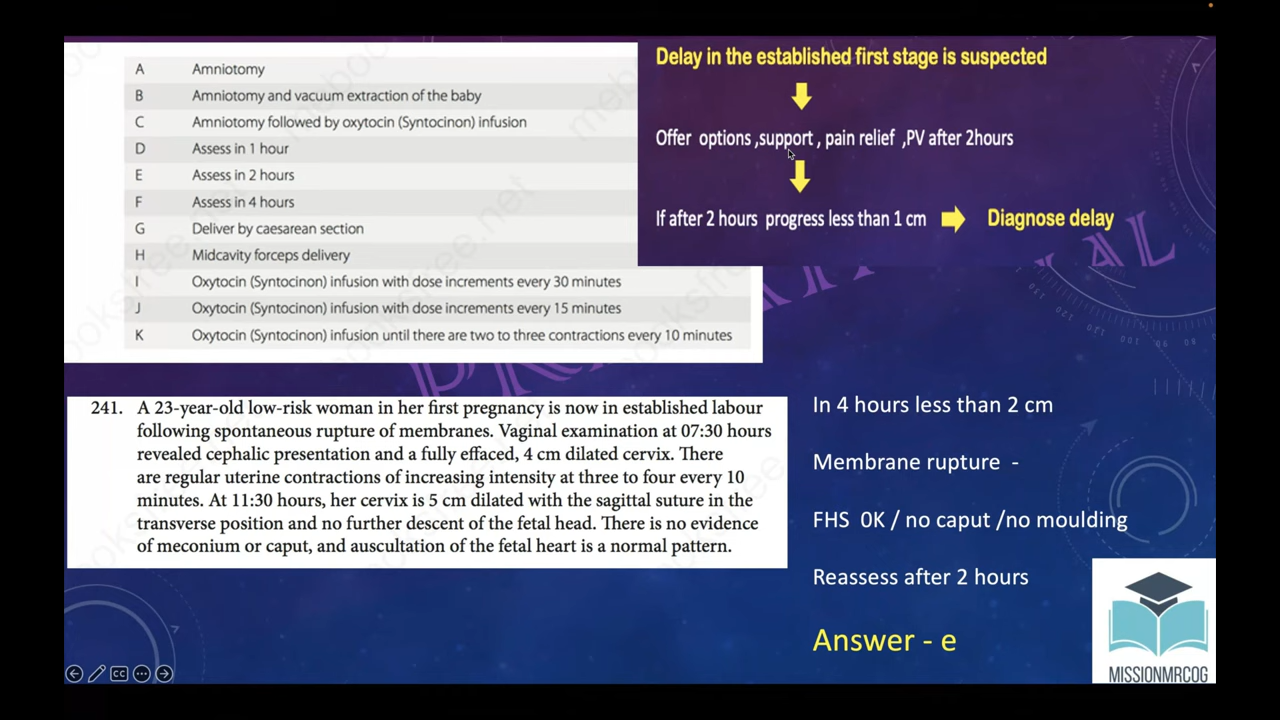 A Amniotomy
B Amniotomy and vacuum extraction of the baby
C Amniotomy followed by oxytocin (Syntocinon) infusion
D Assess in 1 hour
E Assess in 2 hours
F Assess in 4 hours
G Deliver by caesarean section
H Midcavity forceps delivery
I Oxytocin (Syntocinon) infusion with dose increments every 30 minutes
J Oxytocin (Syntocinon) infusion with dose increments every 15 minutes
K Oxytocin (Syntocinon) infusion until there are two to three contractions every 10 minutes
Delay in the established first stage is suspected
Offer options ,support , pain relief ,PV after 2hours
If after 2 hours progress less than 1 cm
Diagnose delay
241. A 23-year-old low-risk woman in her first pregnancy is now in established labour
following spontaneous rupture of membranes. Vaginal examination at 07:30 hours
revealed cephalic presentation and a fully effaced, 4 cm dilated cervix. There
are regular uterine contractions of increasing intensity at three to four every 10
minutes. At 11:30 hours, her cervix is 5 cm dilated with the sagittal suture in the
transverse position and no further descent of the fetal head. There is no evidence
of meconium or caput, and auscultation of the fetal heart is a normal pattern.
In 4 hours less than 2 cm
Membrane rupture -
FHS 0K / no caput /no moulding
Reassess after 2 hours
Answer - e
MISSIONMRCOG
CC